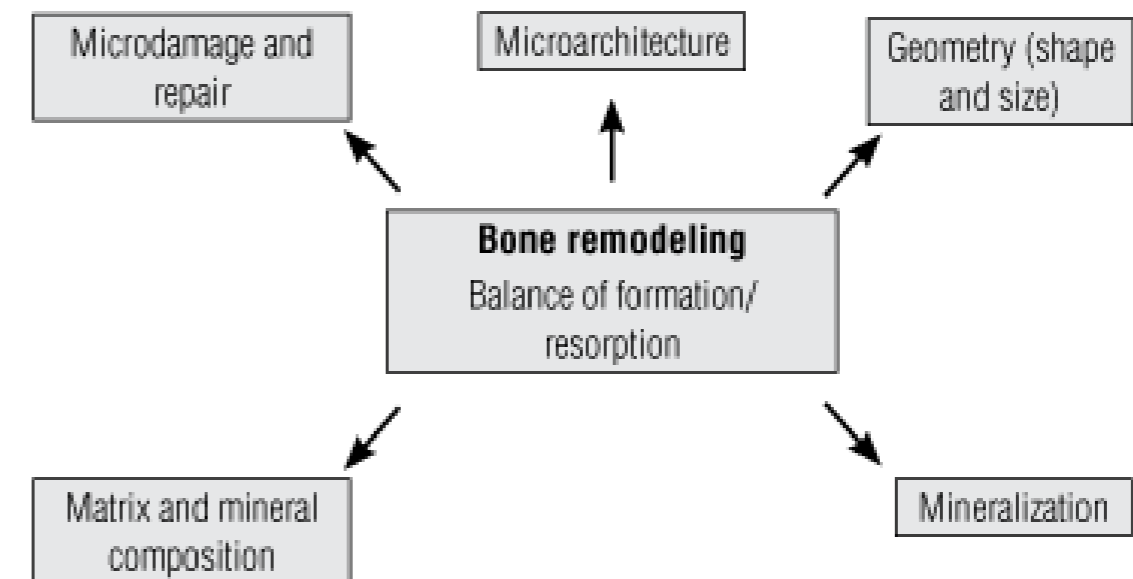 Microdamage and
repair
Microarchitecture
Geometry (shape
and size)
Bone remodeling
Balance of formation/
resorption
Matrix and mineral
composition
Mineralization